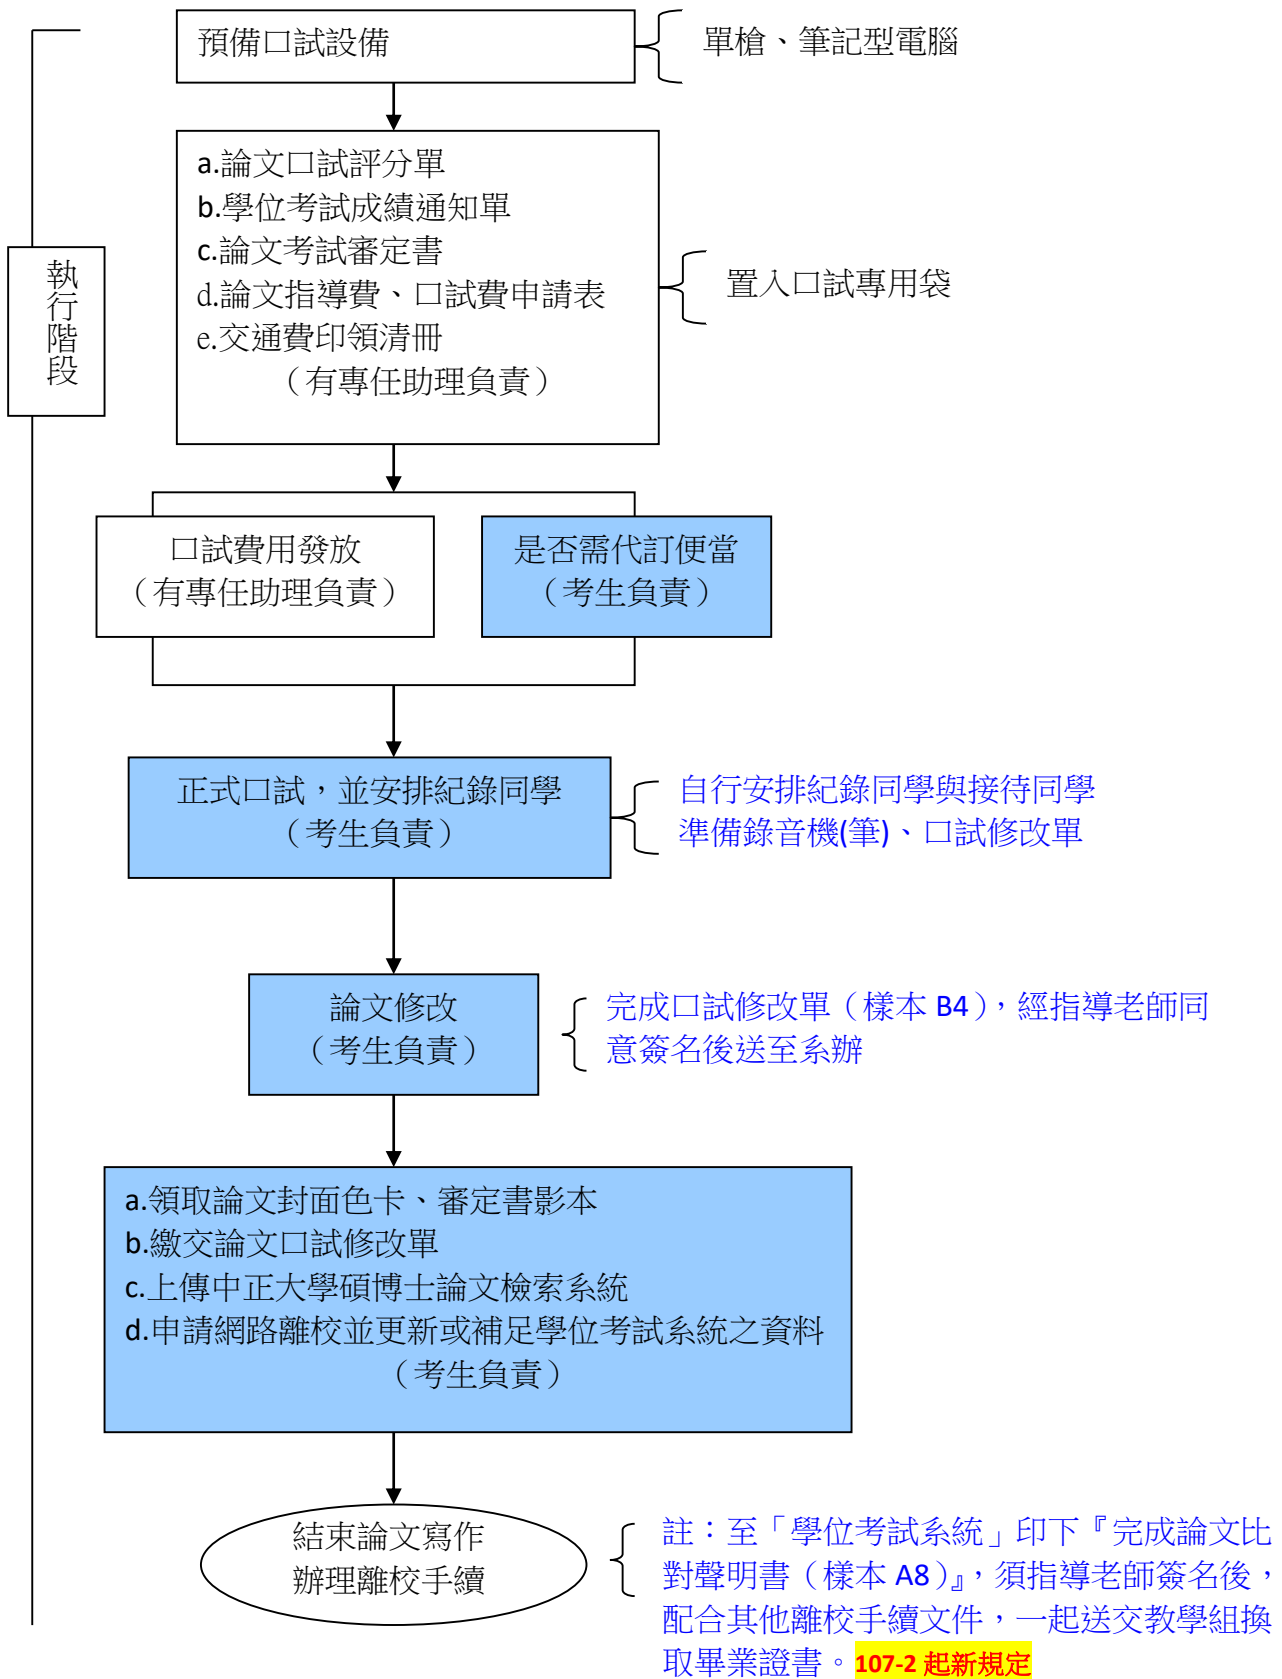 預備口試設備
單槍、筆記型電腦
a.論文口試評分單
b.學位考試成績通知單
c.論文考試審定書
d.論文指導費、口試費申請表
e.交通費印領清冊
（有專任助理負責）
置入口試專用袋
執行階段
口試費用發放
（有專任助理負責）
是否需代訂便當
（考生負責）
正式口試，並安排紀錄同學
（考生負責）
自行安排紀錄同學與接待同學
準備錄音機(筆)、口試修改單
論文修改
（考生負責）
完成口試修改單（樣本 B4），經指導老師同
意簽名後送至系辦
a.領取論文封面色卡、審定書影本
b.繳交論文口試修改單
c.上傳中正大學碩博士論文檢索系統
d.申請網路離校並更新或補足學位考試系統之資料
（考生負責）
結束論文寫作
辦理離校手續
註：至「學位考試系統」印下『完成論文比
對聲明書（樣本 A8）』，須指導老師簽名後，
配合其他離校手續文件，一起送交教學組換
取畢業證書。107-2 起新規定